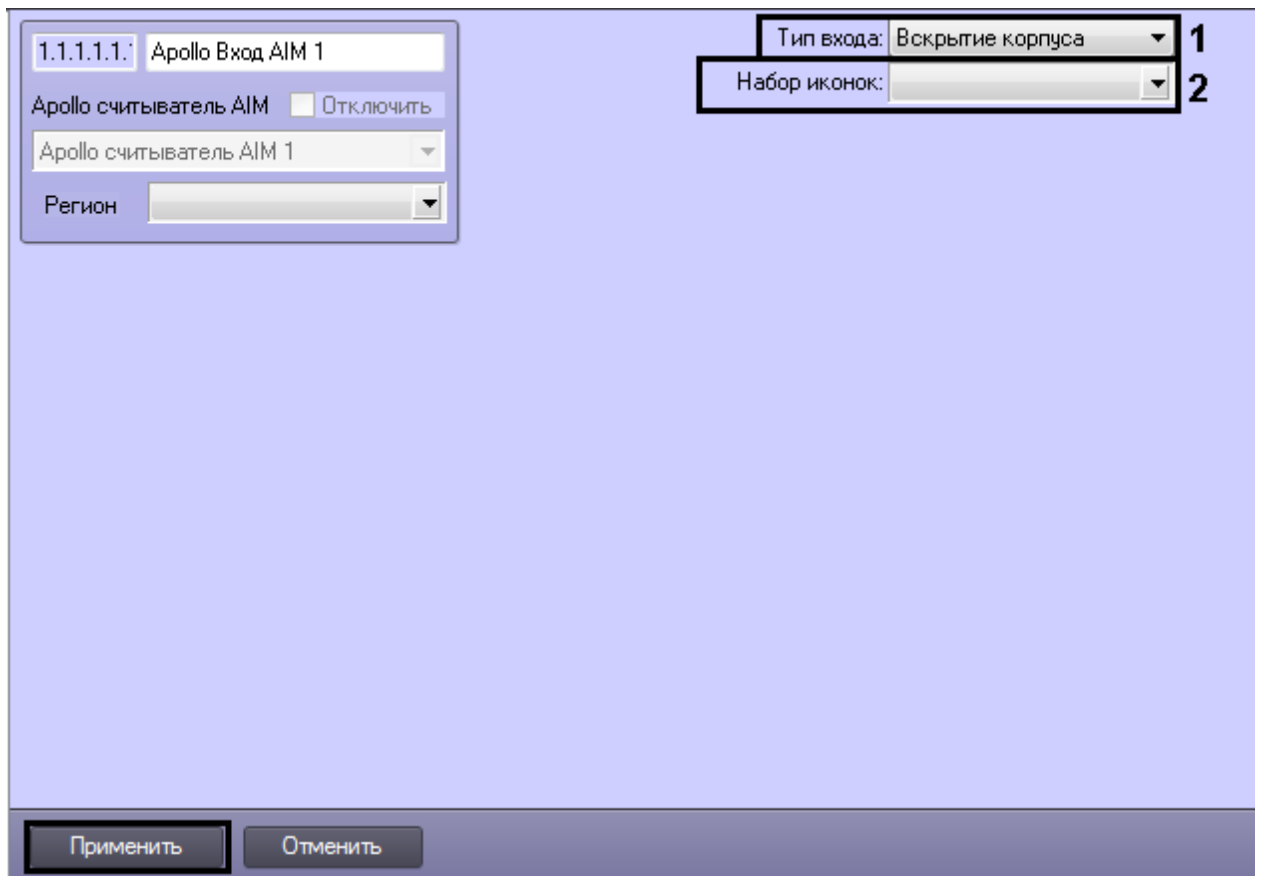 1.1.1.1.1.
Apollo Вход AIM 1
Apollo считыватель AIM
Отключить
Apollo считыватель AIM 1
Регион
Тип входа: Вскрытие корпуса
1
Набор иконок:
2
Применить
Отменить